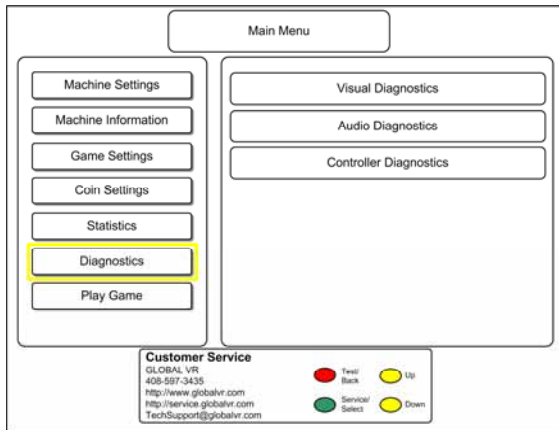 Main Menu
Machine Settings
Machine Information
Game Settings
Coin Settings
Statistics
Diagnostics
Play Game
Visual Diagnostics
Audio Diagnostics
Controller Diagnostics
Customer Service
GLOBAL VR
408-597-3435
http://www.globalvr.com
http://service.globalvr.com
TechSupport@globalvr.com
Test/
Back
Up
Service/
Select
Down